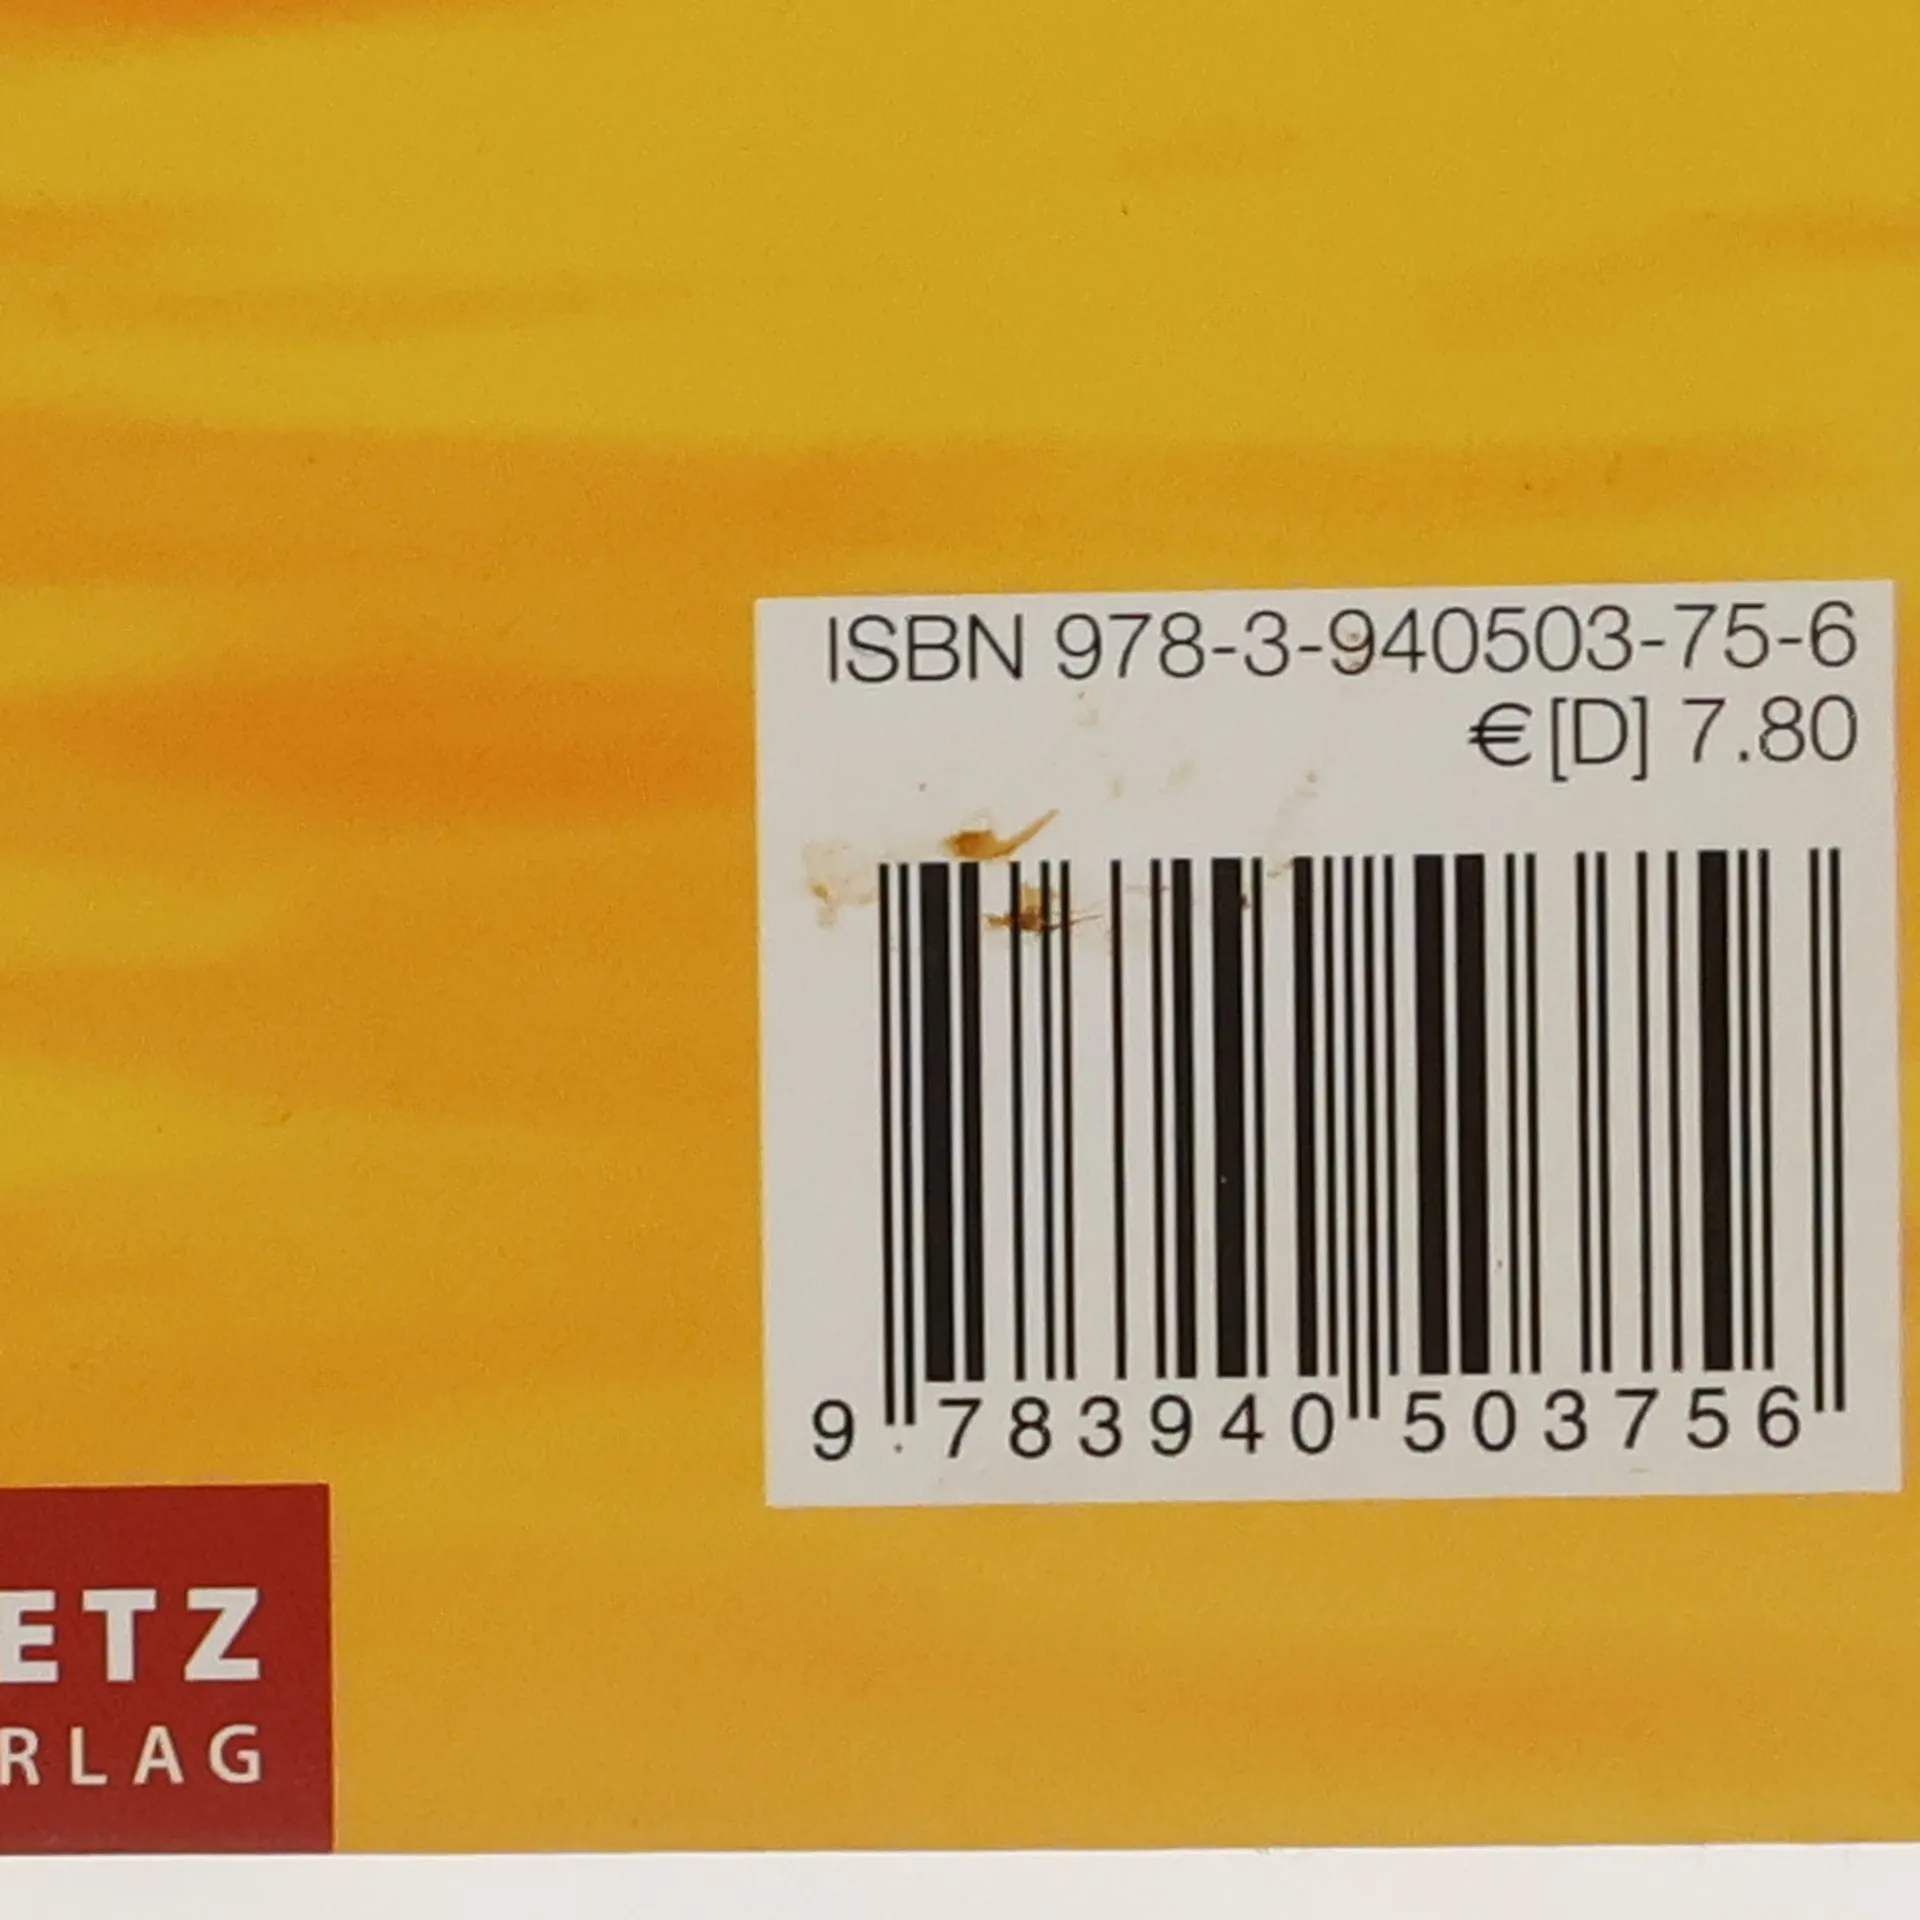 ISBN 978-3-940503-75-6
€[D] 7.80
9 783940 503756
ETZ
RLAG